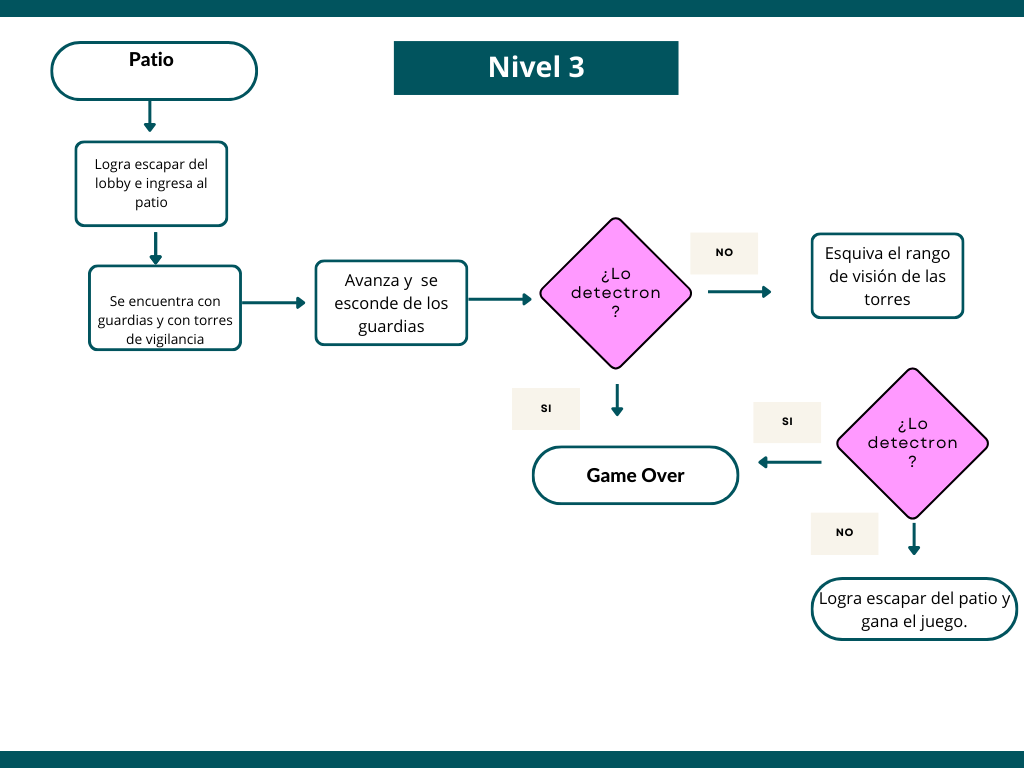 Patio
Nivel 3
Logra escapar del
lobby e ingresa al
patio
Se encuentra con
guardias y con torres
de vigilancia
Avanza y  se
esconde de los
guardias
¿Lo
detectron
?
NO
Esquiva el rango
de visión de las
torres
SI
Game Over
SI
¿Lo
detectron
?
NO
Logra escapar del patio y
gana el juego.